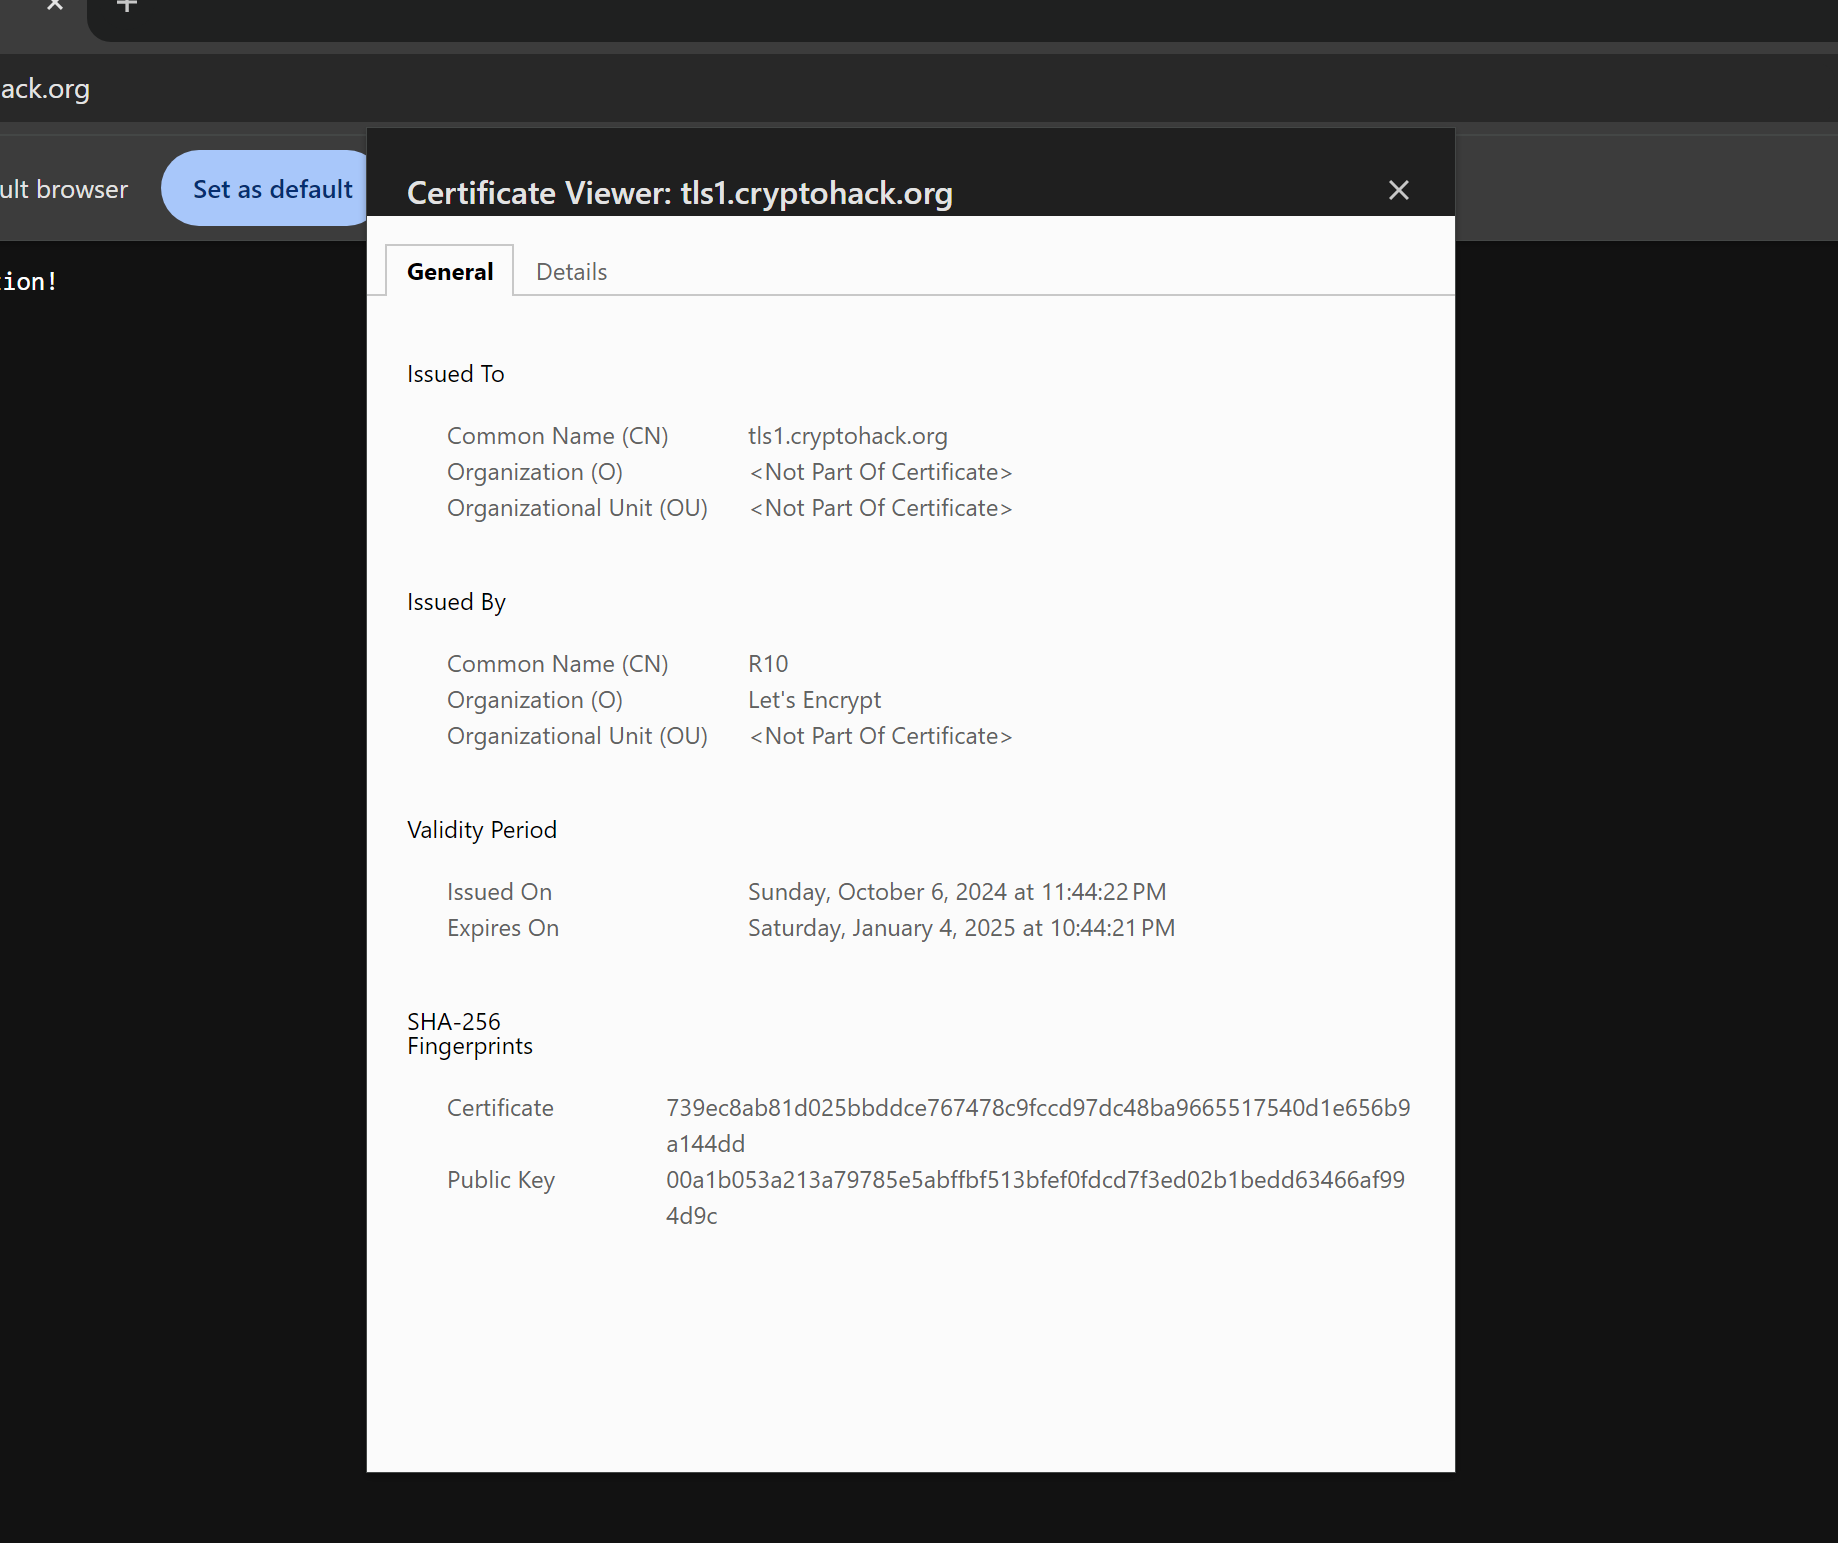 ack.org
ult browser
Set as default
ion!
Certificate Viewer: tls1.cryptohack.org
General Details
Issued To
Common Name (CN) tls1.cryptohack.org
Organization (O) <Not Part Of Certificate>
Organizational Unit (OU) <Not Part Of Certificate>
Issued By
Common Name (CN) R10
Organization (O) Let's Encrypt
Organizational Unit (OU) <Not Part Of Certificate>
Validity Period
Issued On Sunday, October 6, 2024 at 11:44:22 PM
Expires On Saturday, January 4, 2025 at 10:44:21 PM
SHA-256
Fingerprints
Certificate 739ec8ab81d025bbddce767478c9fccd97dc48ba9665517540d1e656b9
a144dd
Public Key 00a1b053a213a79785e5abffbf513bfef0fdcd7f3ed02b1bedd63466af99
4d9c